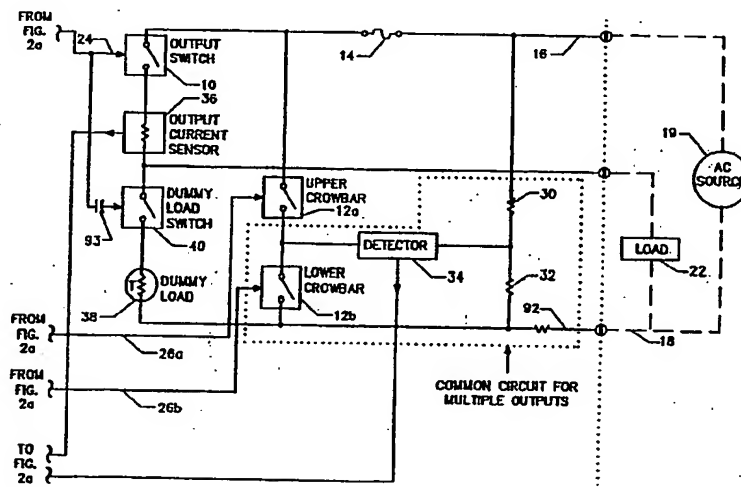 FROM
FIG.
2a
24
OUTPUT
SWITCH
10
36
OUTPUT
CURRENT
SENSOR
DUMMY
LOAD
SWITCH
93
40
T
DUMMY
LOAD
38
14
16
19
AC
SOURCE
UPPER
CROWBAR
12a
30
DETECTOR
34
32
LOAD
22
LOWER
CROWBAR
12b
92
18
FROM
FIG.
2a
26a
FROM
FIG.
2a
26b
COMMON CIRCUIT FOR
MULTIPLE OUTPUTS
TO
FIG.
2a